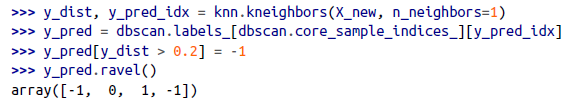 >>> y_dist, y_pred_idx = knn.kneighbors(X_new, n_neighbors=1)
>>> y_pred = dbscan.labels_[dbscan.core_sample_indices_][y_pred_idx]
>>> y_pred[y_dist > 0.2] = -1
>>> y_pred.ravel()
array([-1,  0,  1, -1])